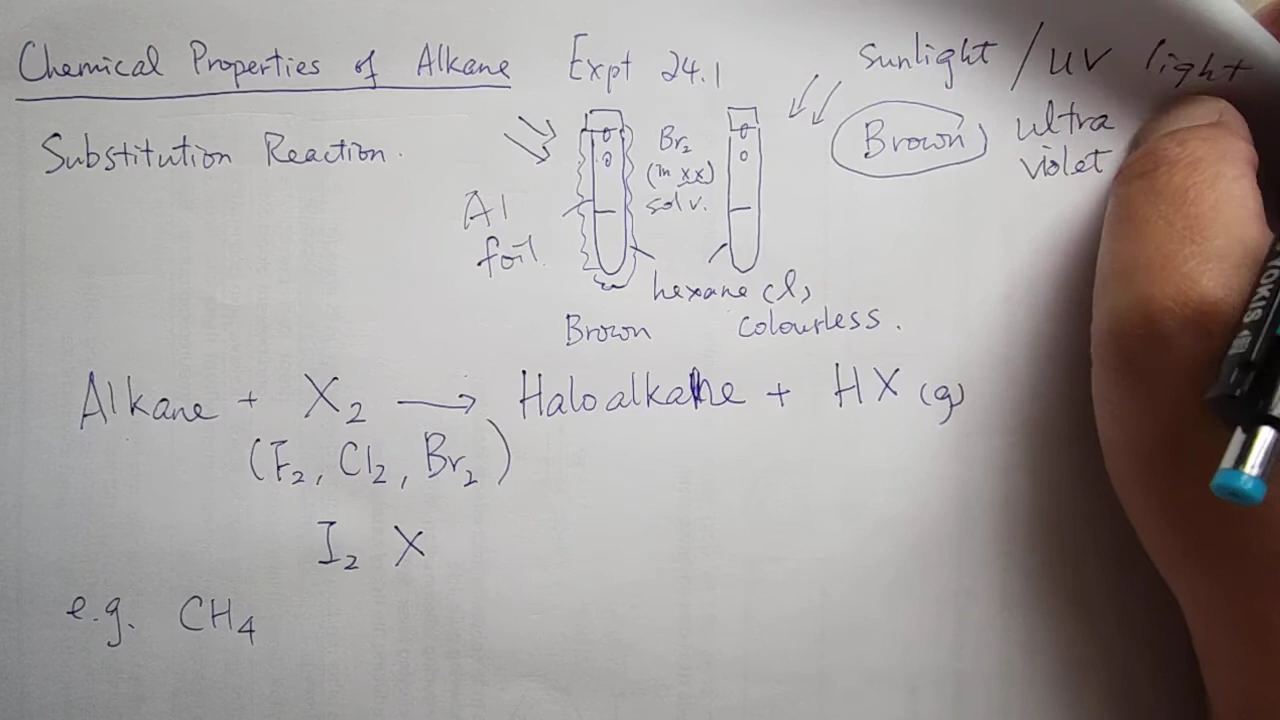 Chemical Properties of Alkane Expt 24.1
Sunlight / UV light
Substitution Reaction.
Br₂
(in xx)
solv.
Brown
ultra
violet
Al
foil.
hexane (l)
Brown
colourless.
Alkane + X₂ → Haloalkane + HX (g)
(F₂, Cl₂, Br₂)
I₂ X
e.g. CH₄
TOKIS